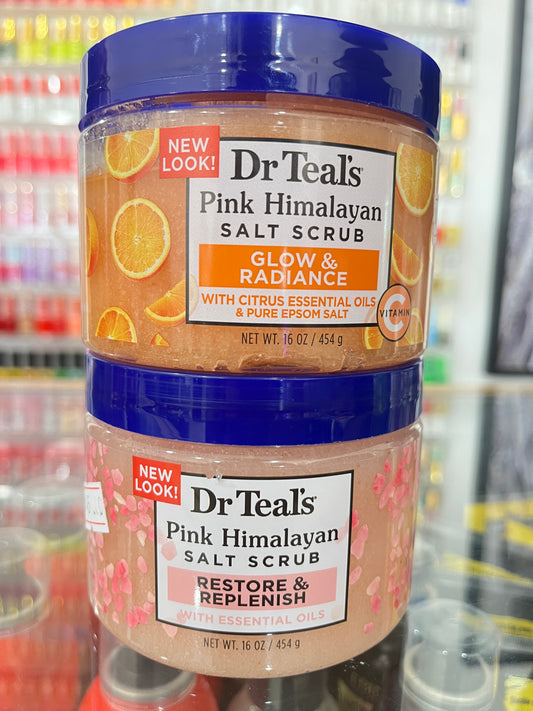 NEW
LOOK!
Dr Teal's
Pink Himalayan
SALT SCRUB
GLOW &
RADIANCE
WITH CITRUS ESSENTIAL OILS
& PURE EPSOM SALT
VITAMIN
C
NET WT. 16 OZ / 454 g
NEW
LOOK!
Dr Teal's
Pink Himalayan
SALT SCRUB
RESTORE &
REPLENISH
WITH ESSENTIAL OILS
NET WT. 16 OZ / 454 g